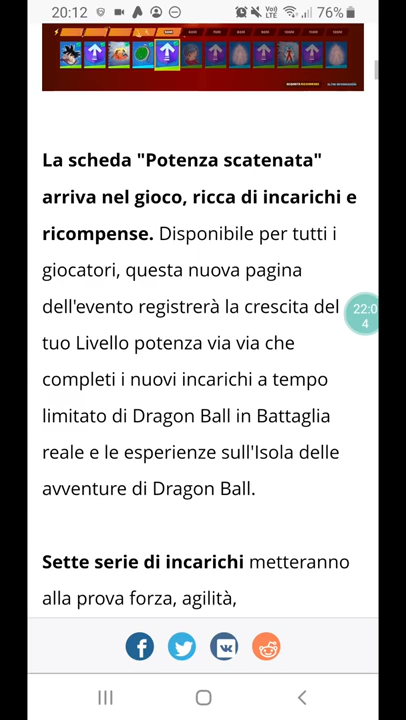 20:12
Vo))
LTE
76%
La scheda "Potenza scatenata"
arriva nel gioco, ricca di incarichi e
ricompense. Disponibile per tutti i
giocatori, questa nuova pagina
dell'evento registrerà la crescita del
22:0
4
tuo Livello potenza via via che
completi i nuovi incarichi a tempo
limitato di Dragon Ball in Battaglia
reale e le esperienze sull'Isola delle
avventure di Dragon Ball.
Sette serie di incarichi metteranno
alla prova forza, agilità,